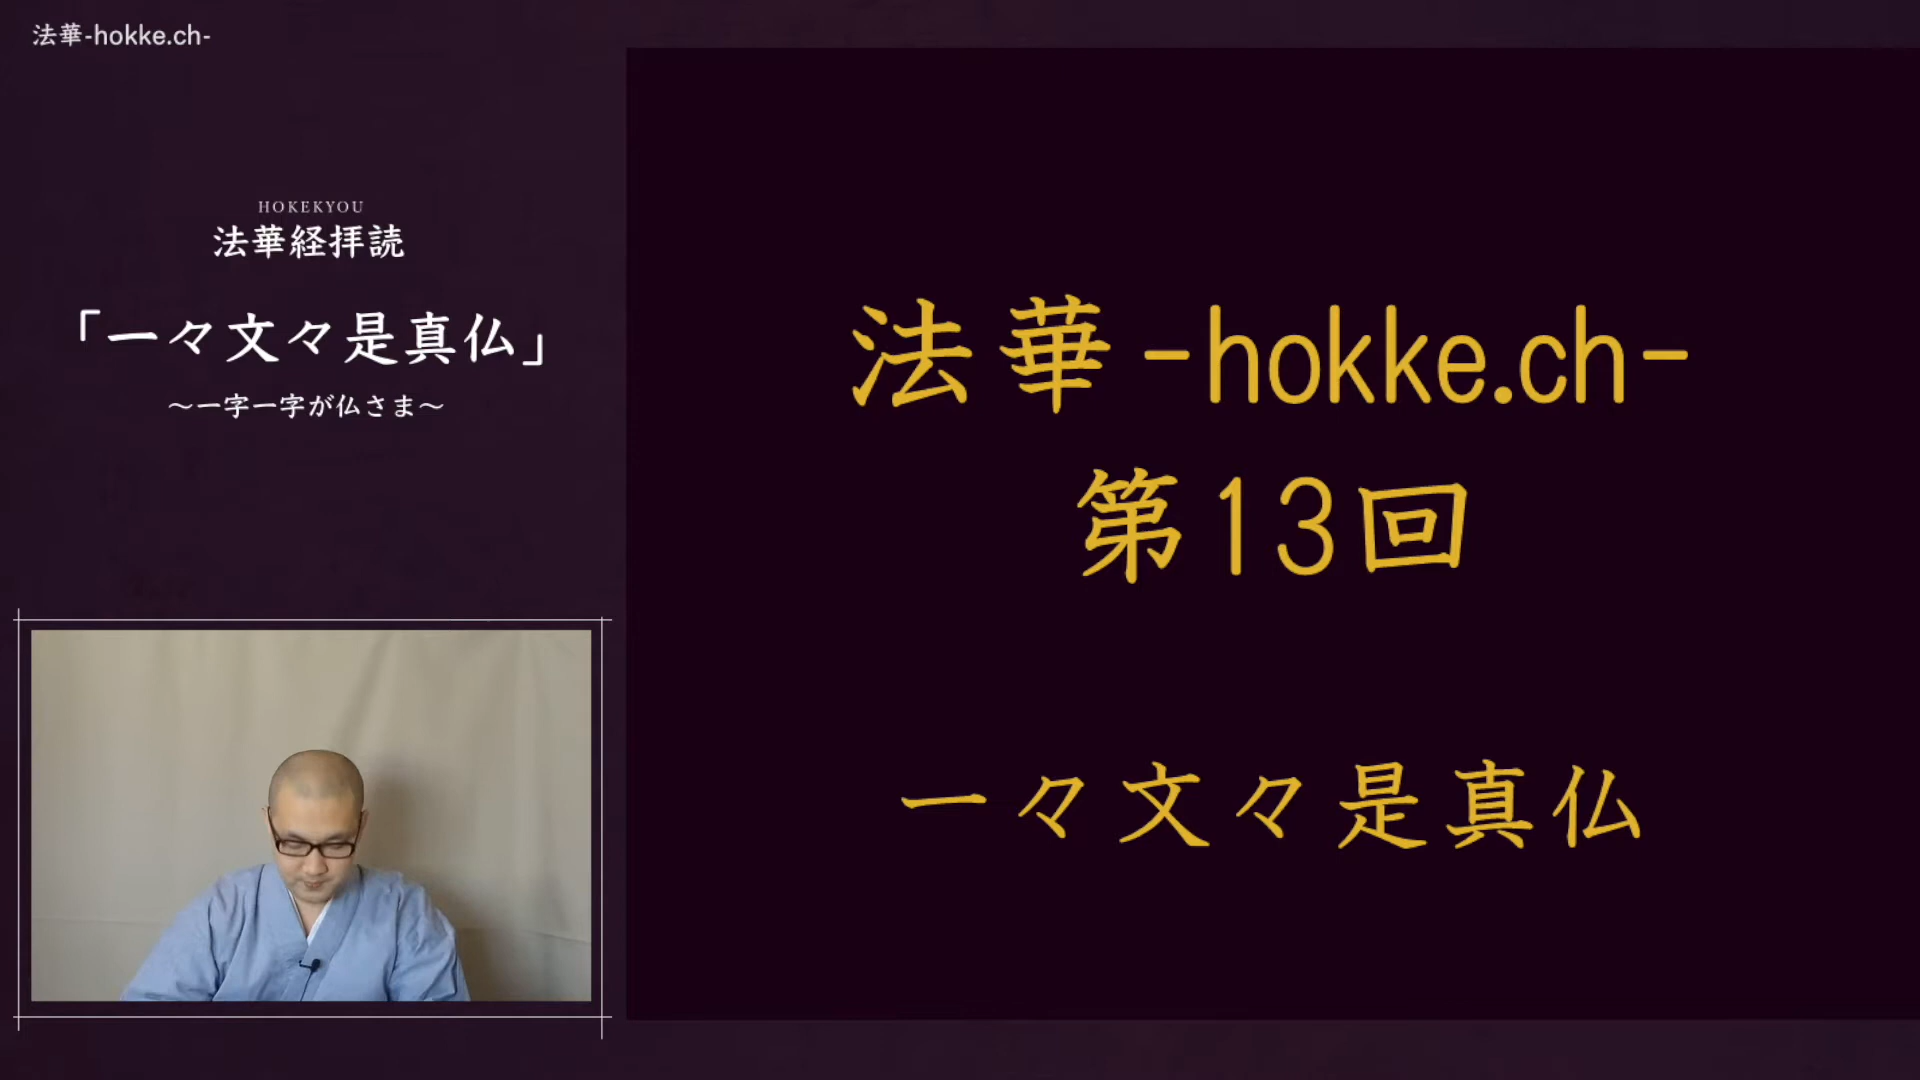 法華-hokke.ch-
HOKEKYOU
法華経拝読
「一々文々是真仏」
～一字一字が仏さま～
法華-hokke.ch-
第13回
一々文々是真仏